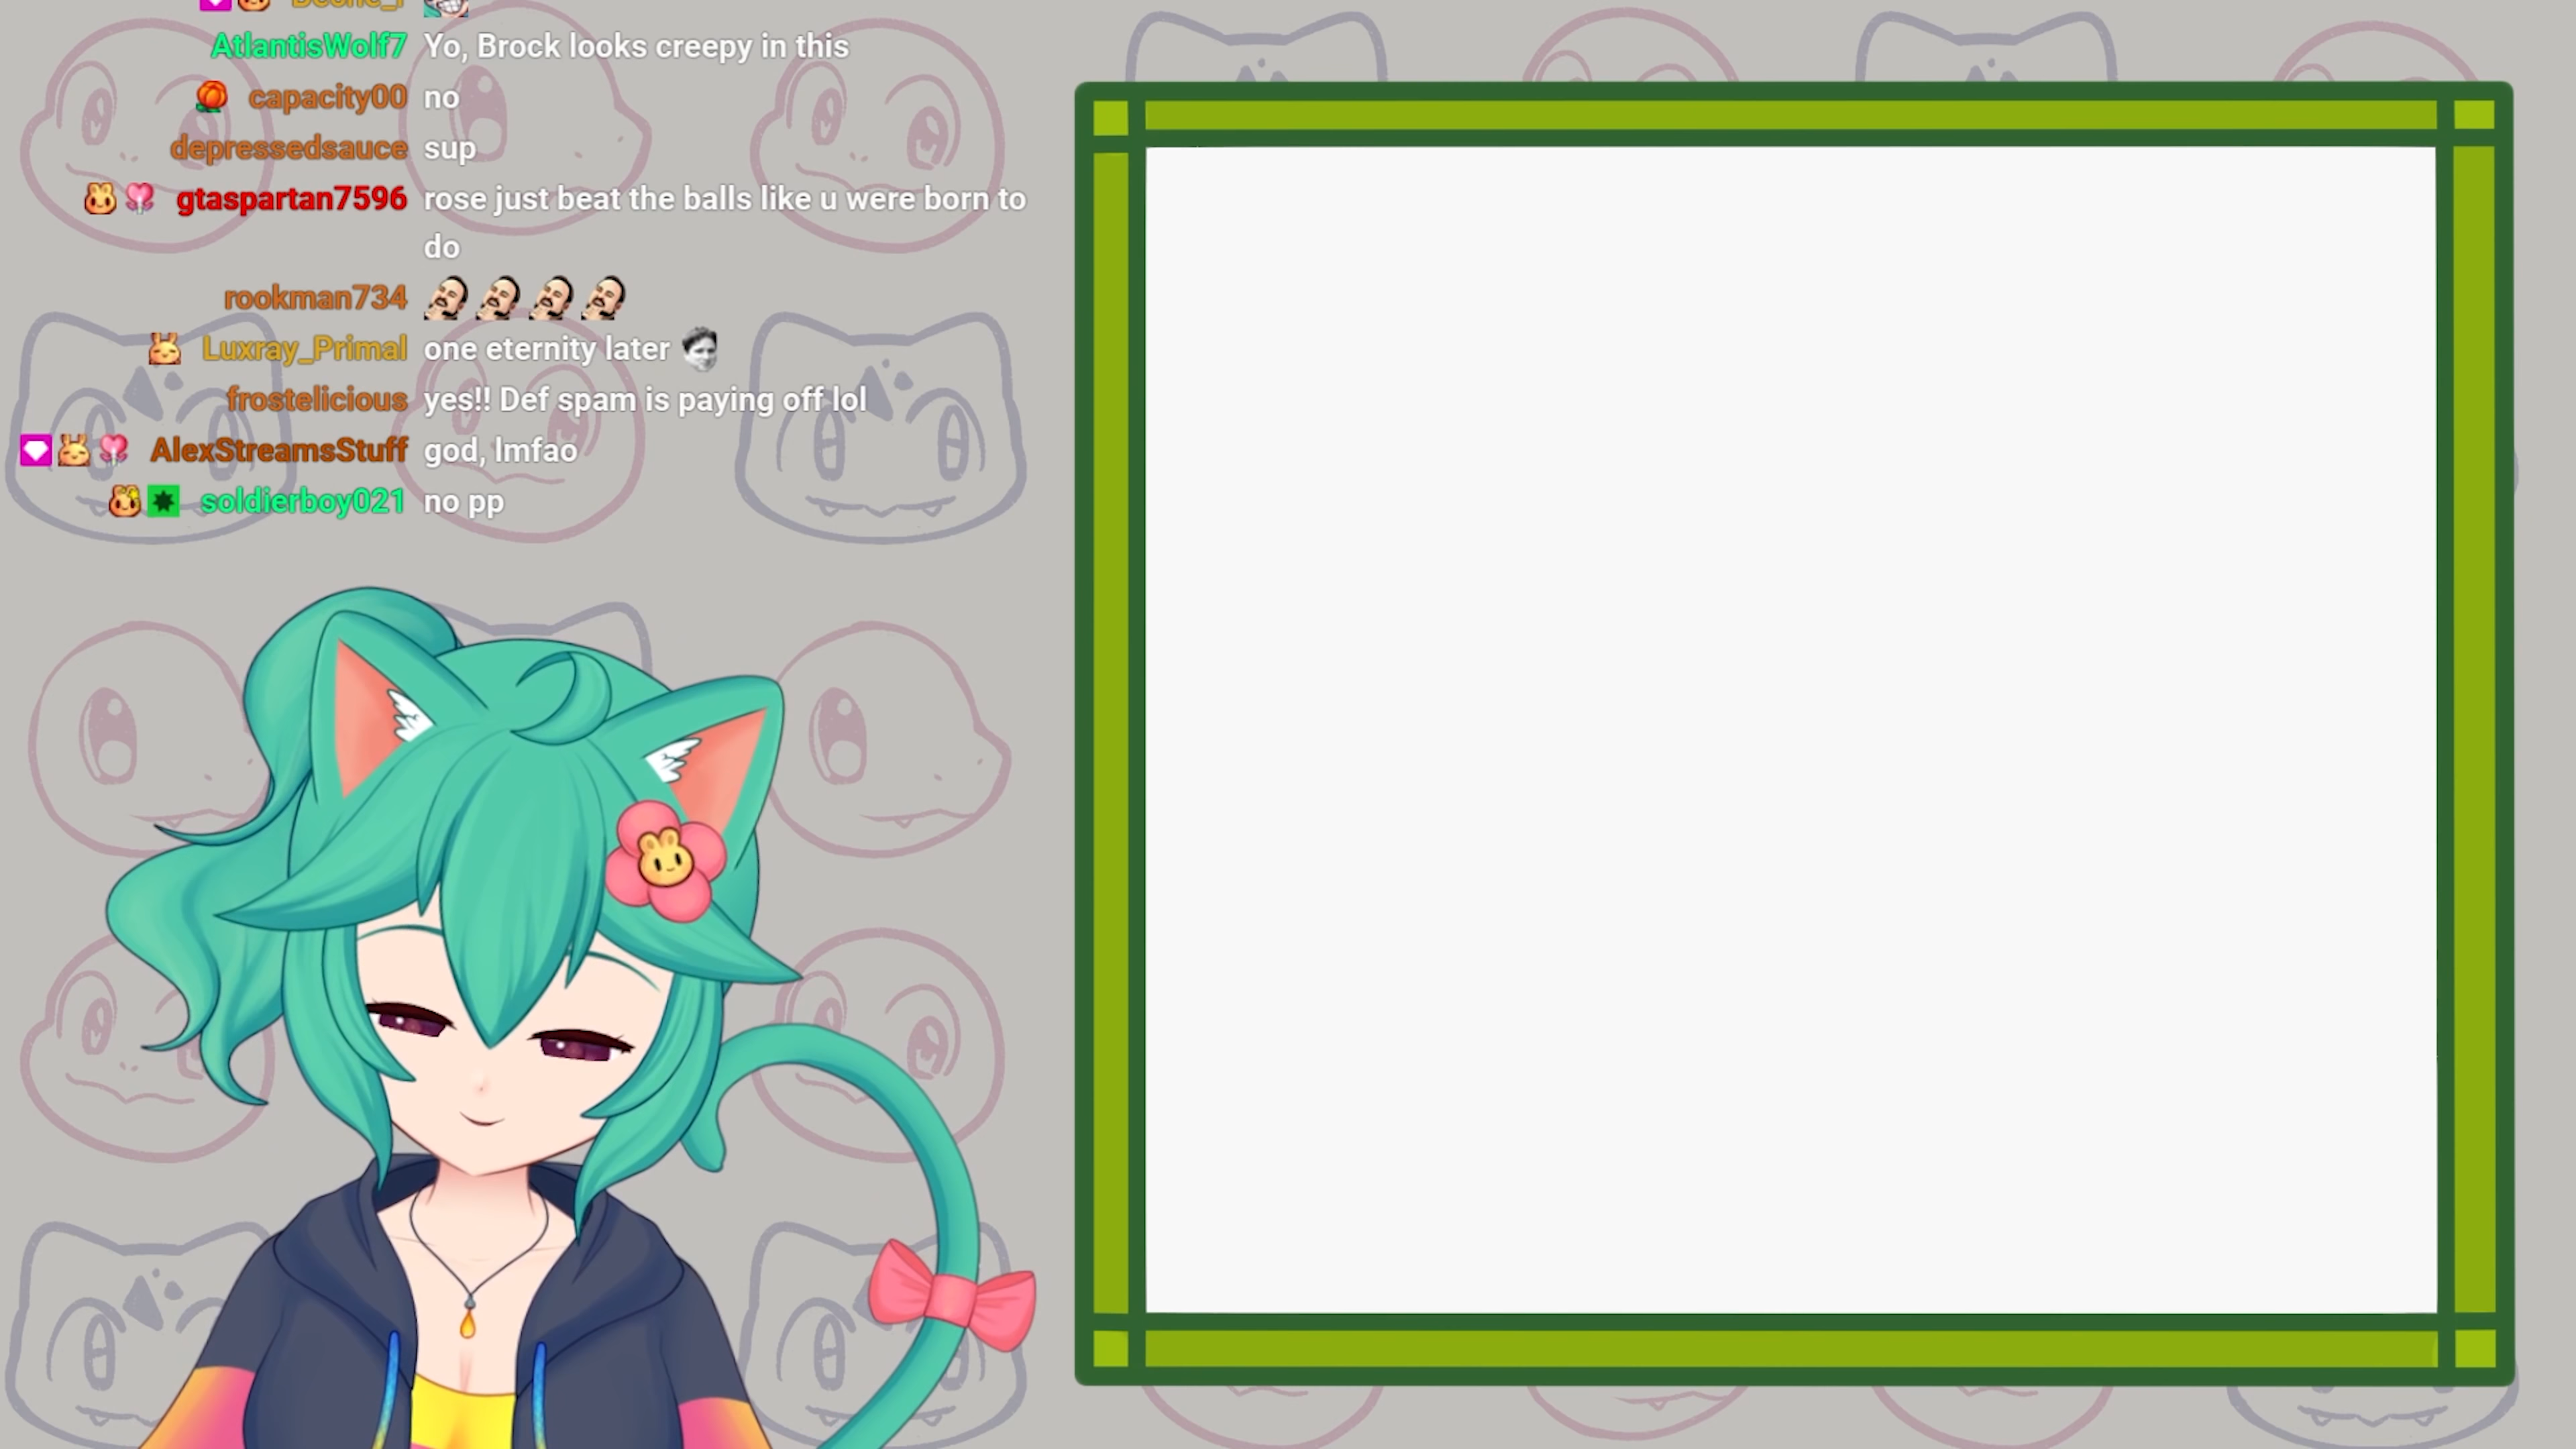 AtlantisWolf7 Yo, Brock looks creepy in this
capacity00 no
depressedsauce sup
gtaspartan7596 rose just beat the balls like u were born to
do
rookman734
Luxray_Primal one eternity later
frostelicious yes!! Def spam is paying off lol
AlexStreamsStuff god, lmfao
soldierboy021 no pp